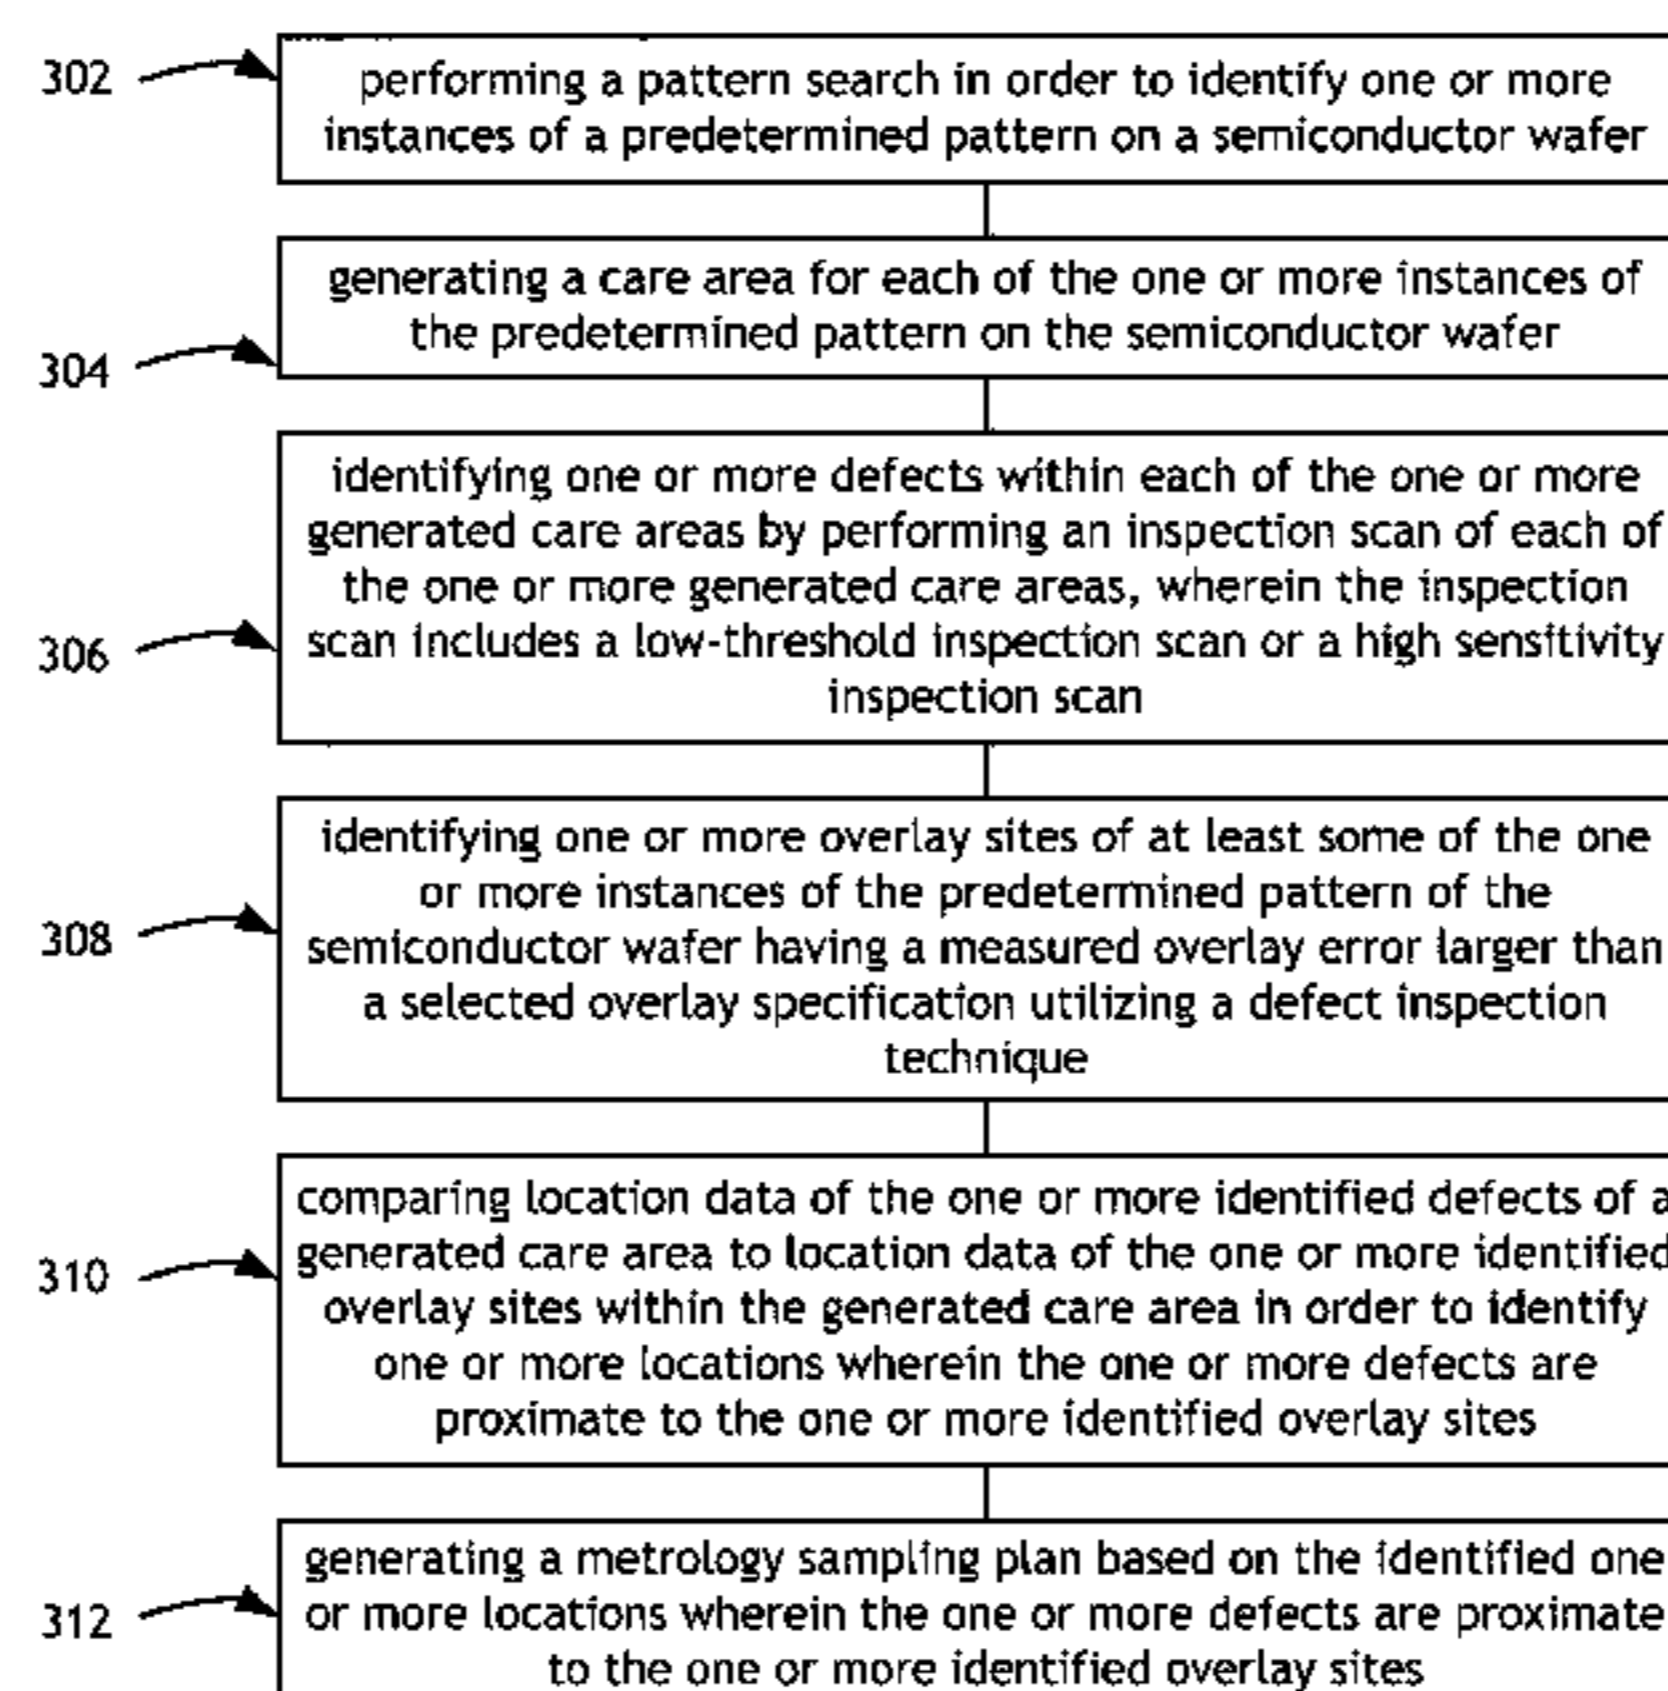 302
performing a pattern search in order to identify one or more
instances of a predetermined pattern on a semiconductor wafer
generating a care area for each of the one or more instances of
the predetermined pattern on the semiconductor wafer
304
identifying one or more defects within each of the one or more
generated care areas by performing an inspection scan of each of
the one or more generated care areas, wherein the inspection
scan includes a low-threshold inspection scan or a high sensitivity
inspection scan
306
identifying one or more overlay sites of at least some of the one
or more instances of the predetermined pattern of the
semiconductor wafer having a measured overlay error larger than
a selected overlay specification utilizing a defect inspection
technique
308
comparing location data of the one or more identified defects of a
generated care area to location data of the one or more identified
overlay sites within the generated care area in order to identify
one or more locations wherein the one or more defects are
proximate to the one or more identified overlay sites
310
generating a metrology sampling plan based on the identified one
or more locations wherein the one or more defects are proximate
to the one or more identified overlay sites
312